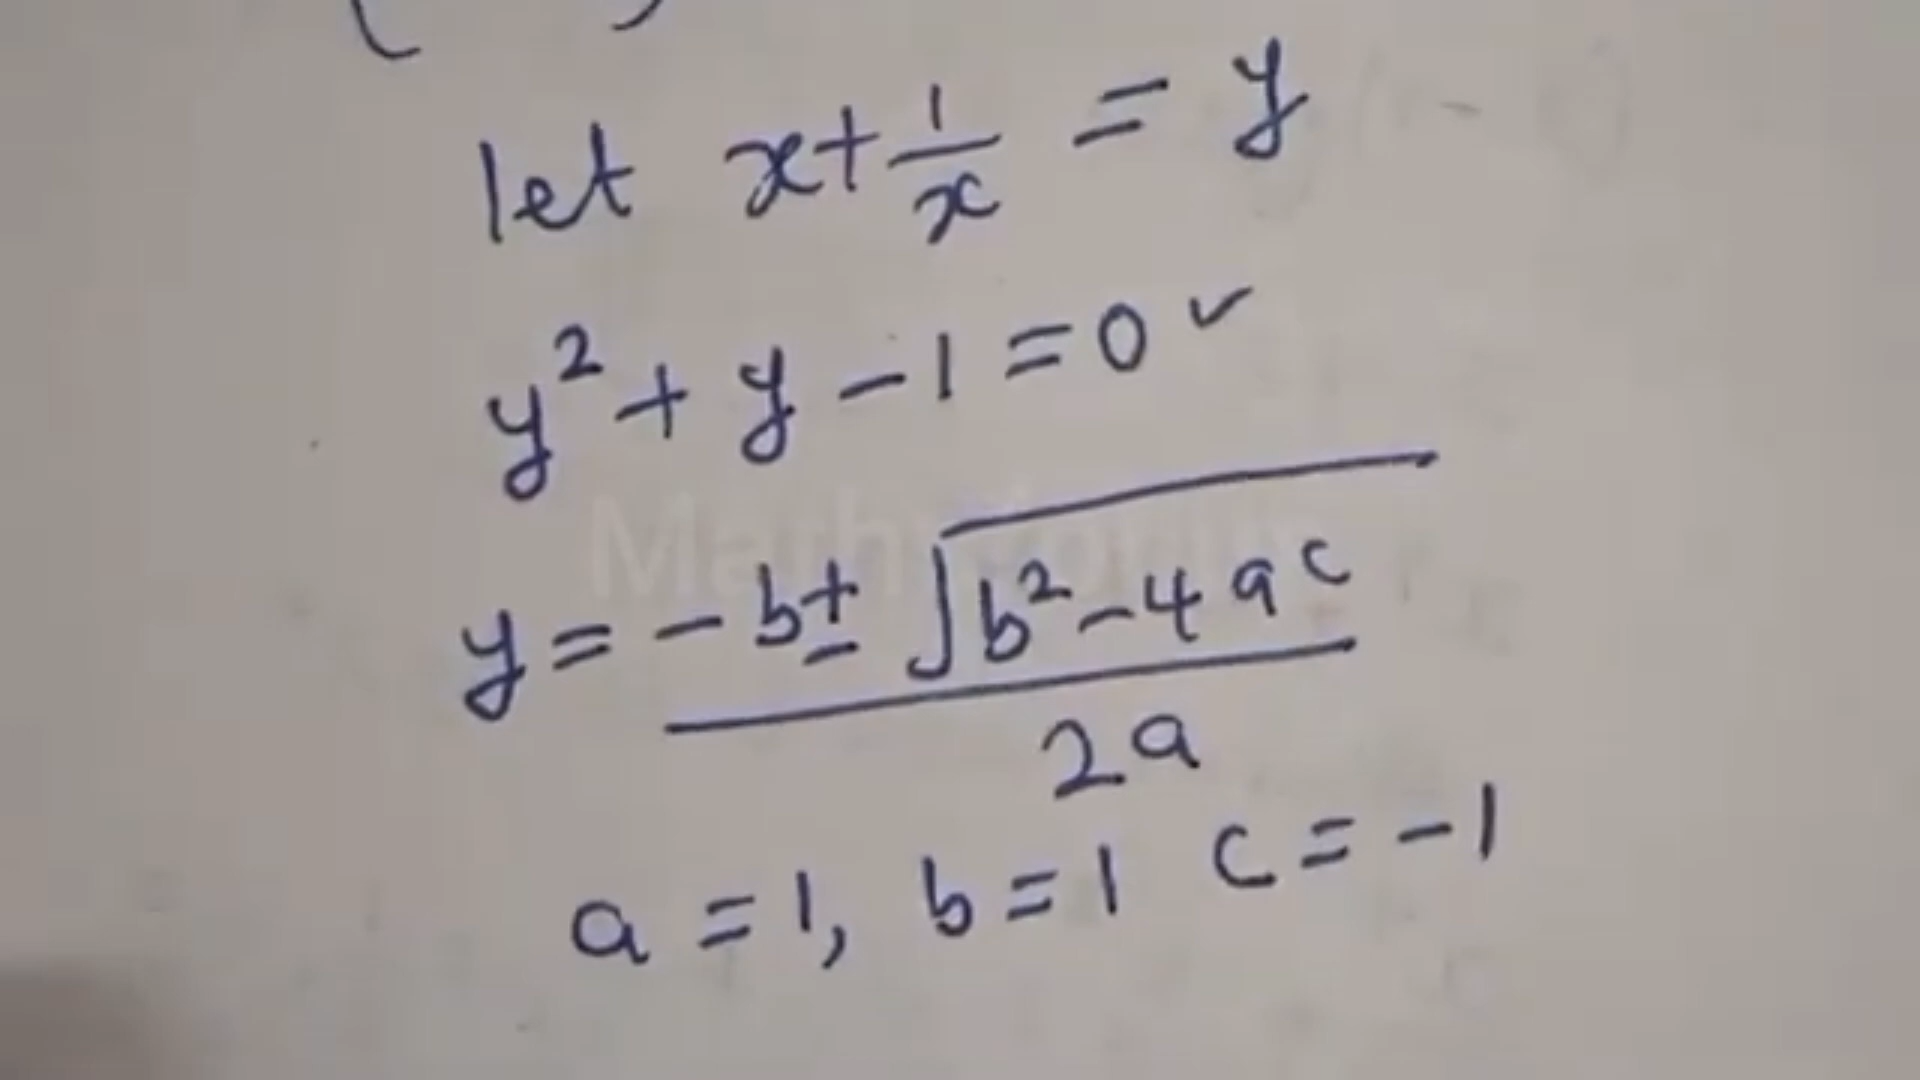 let x + 1/x = y
y² + y - 1 = 0 ✓
y = (-b ± √(b² - 4ac)) / 2a
a = 1, b = 1 c = -1